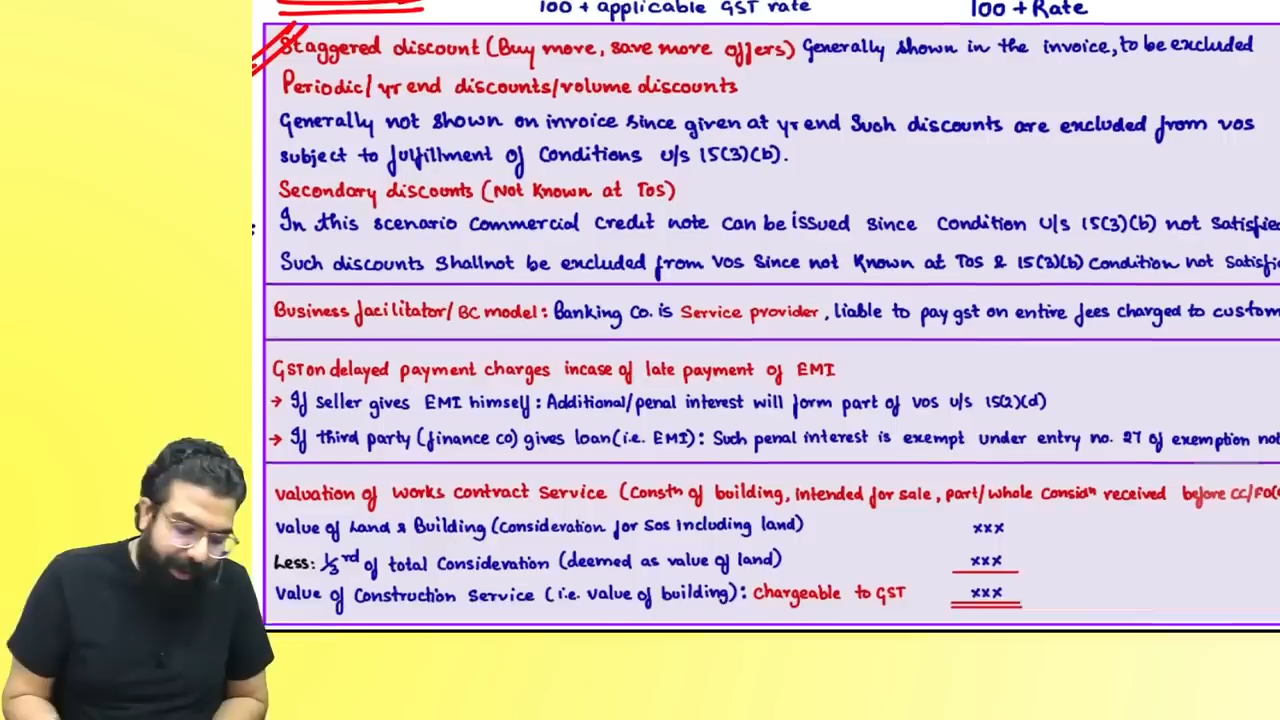 100 + applicable GST rate
100 + Rate
Staggered discount (Buy more, save more offers) Generally shown in the invoice, to be excluded
Periodic/ yr end discounts/volume discounts
Generally not shown on invoice since given at yr end Such discounts are excluded from vos
subject to fulfillment of Conditions u/s 15(3)(b).
Secondary discounts (Not Known at ToS)
In this scenario commercial credit note can be issued since condition u/s 15(3)(b) not
Such discounts shall not be excluded from vos since not known at ToS & 15(3)(b) condition not
Business facilitator/ BC model: Banking Co. is Service provider, liable to pay gst on entire fees charged to
GST on delayed payment charges incase of late payment of EMI
→ If seller gives EMI himself: Additional/penal interest will form part of vos u/s 15(2)(d)
→ If third party (finance co) gives loan (i.e. EMI): Such penal interest is exempt under entry no. 27 of exemption
Valuation of works contract service (Constn of building, intended for sale, part/whole Considn received before
Value of Land & Building (consideration for SoS including land) xxx
Less: 1/3rd of total Consideration (deemed as value of land) xxx
Value of Construction Service (i.e. value of building): chargeable to GST xxx